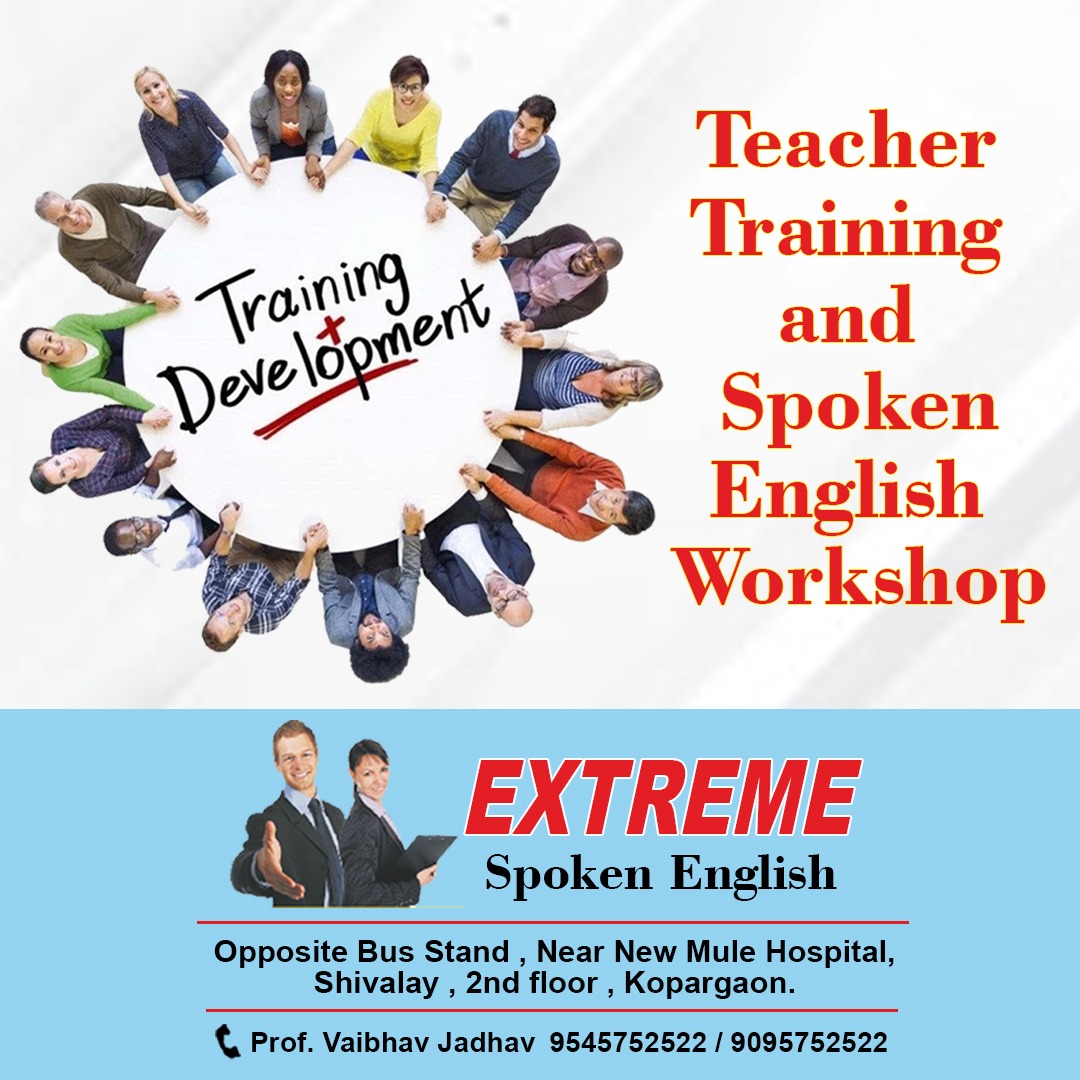 Training
+
Development
Teacher
Training
and
Spoken
English
Workshop
EXTREME
Spoken English
Opposite Bus Stand , Near New Mule Hospital,
Shivalay , 2nd floor , Kopargaon.
Prof. Vaibhav Jadhav 9545752522 / 9095752522